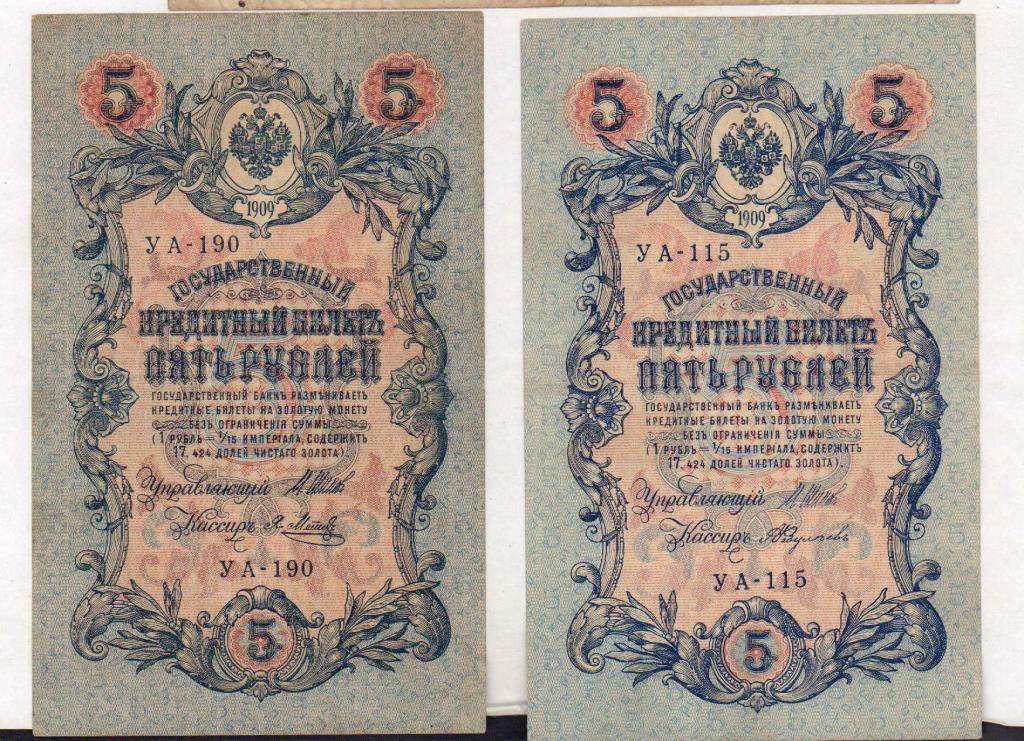 5 5
1909
УА-190
ГОСУДАРСТВЕННЫЙ
КРЕДИТНЫЙ БИЛЕТЪ
ПЯТЬ РУБЛЕЙ
ГОСУДАРСТВЕННЫЙ БАНКЪ РАЗМѢНИВАЕТЪ
КРЕДИТНЫЕ БИЛЕТЫ НА ЗОЛОТУЮ МОНЕТУ
БЕЗЪ ОГРАНИЧЕНІЯ СУММЫ
(1 РУБЛЬ = 1/15 ИМПЕРІАЛА, СОДЕРЖИТЪ
17,424 ДОЛЕЙ ЧИСТАГО ЗОЛОТА).
Управляющій
Кассиръ
УА-190
5
5 5
1909
УА-115
ГОСУДАРСТВЕННЫЙ
КРЕДИТНЫЙ БИЛЕТЪ
ПЯТЬ РУБЛЕЙ
ГОСУДАРСТВЕННЫЙ БАНКЪ РАЗМѢНИВАЕТЪ
КРЕДИТНЫЕ БИЛЕТЫ НА ЗОЛОТУЮ МОНЕТУ
БЕЗЪ ОГРАНИЧЕНІЯ СУММЫ
(1 РУБЛЬ = 1/15 ИМПЕРІАЛА, СОДЕРЖИТЪ
17,424 ДОЛЕЙ ЧИСТАГО ЗОЛОТА).
Управляющій
Кассиръ
УА-115
5